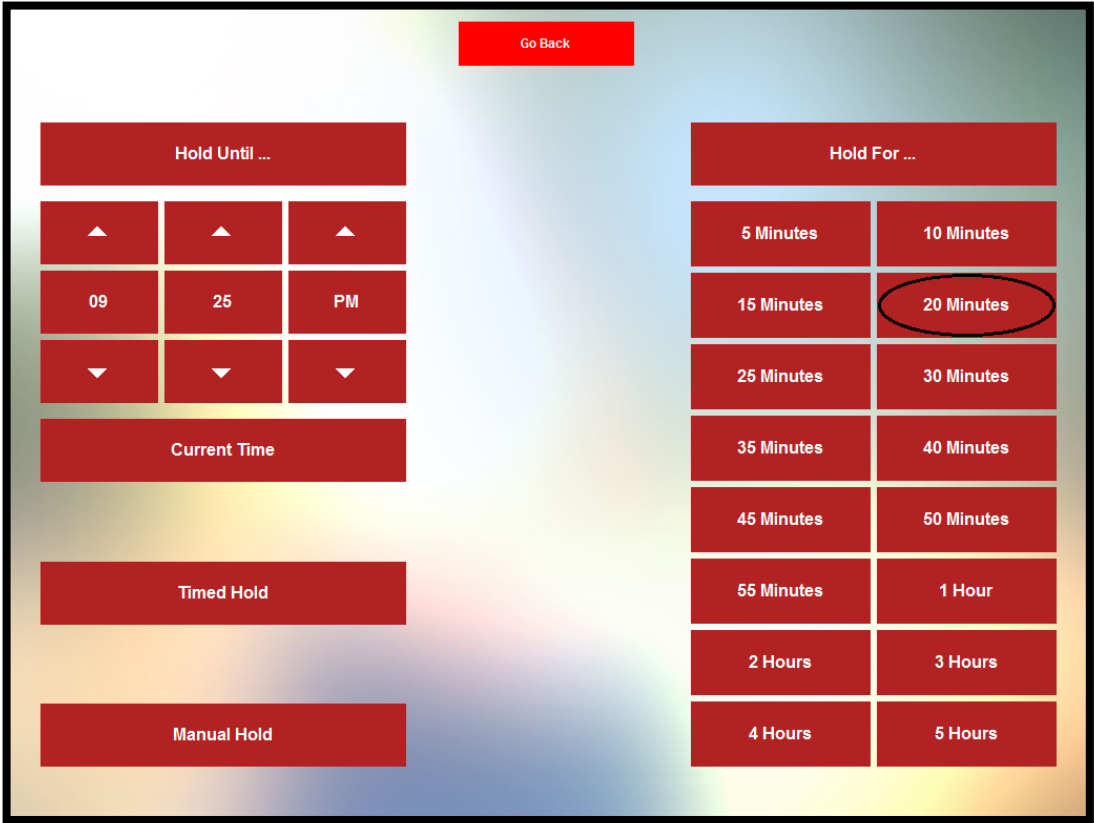 Go Back
Hold Until ...
09 25 PM
Current Time
Timed Hold
Manual Hold
Hold For ...
5 Minutes 10 Minutes
15 Minutes 20 Minutes
25 Minutes 30 Minutes
35 Minutes 40 Minutes
45 Minutes 50 Minutes
55 Minutes 1 Hour
2 Hours 3 Hours
4 Hours 5 Hours